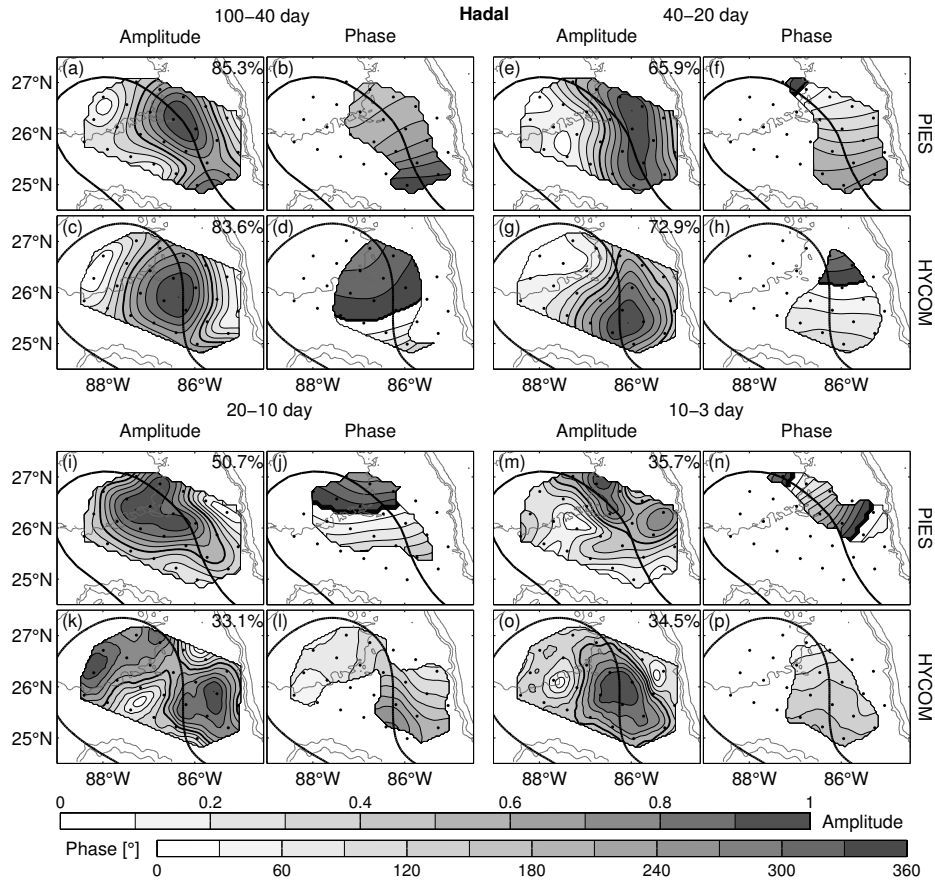 Hadal
100−40 day 40−20 day
Amplitude Phase Amplitude Phase
(a) 85.3% (b) (e) 65.9% (f)
27°N
26°N
25°N
PIES
(c) 83.6% (d) (g) 72.9% (h)
27°N
26°N
25°N
HYCOM
88°W 86°W 88°W 86°W 88°W 86°W 88°W 86°W
20−10 day 10−3 day
Amplitude Phase Amplitude Phase
(i) 50.7% (j) (m) 35.7% (n)
27°N
26°N
25°N
PIES
(k) 33.1% (l) (o) 34.5% (p)
27°N
26°N
25°N
HYCOM
88°W 86°W 88°W 86°W 88°W 86°W 88°W 86°W
0 0.2 0.4 0.6 0.8 1
Amplitude
Phase [°]
0 60 120 180 240 300 360